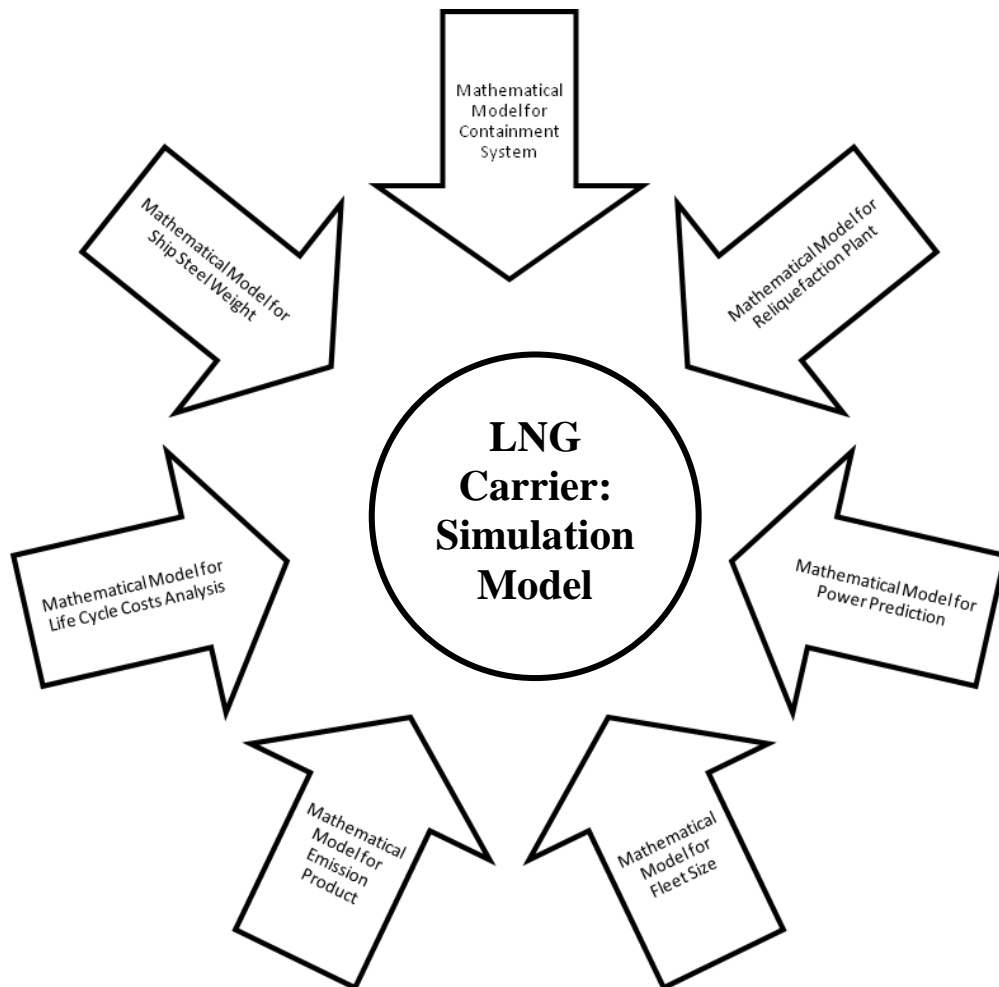 Mathematical
Model for
Containment
System
Mathematical Model for
Reliquefaction Plant
Mathematical Model for
Power Prediction
Mathematical
Model for
Fleet Size
Mathematical
Model for
Emission
Product
Mathematical Model for
Life Cycle Costs Analysis
Mathematical Model for
Ship Steel Weight
LNG
Carrier:
Simulation
Model